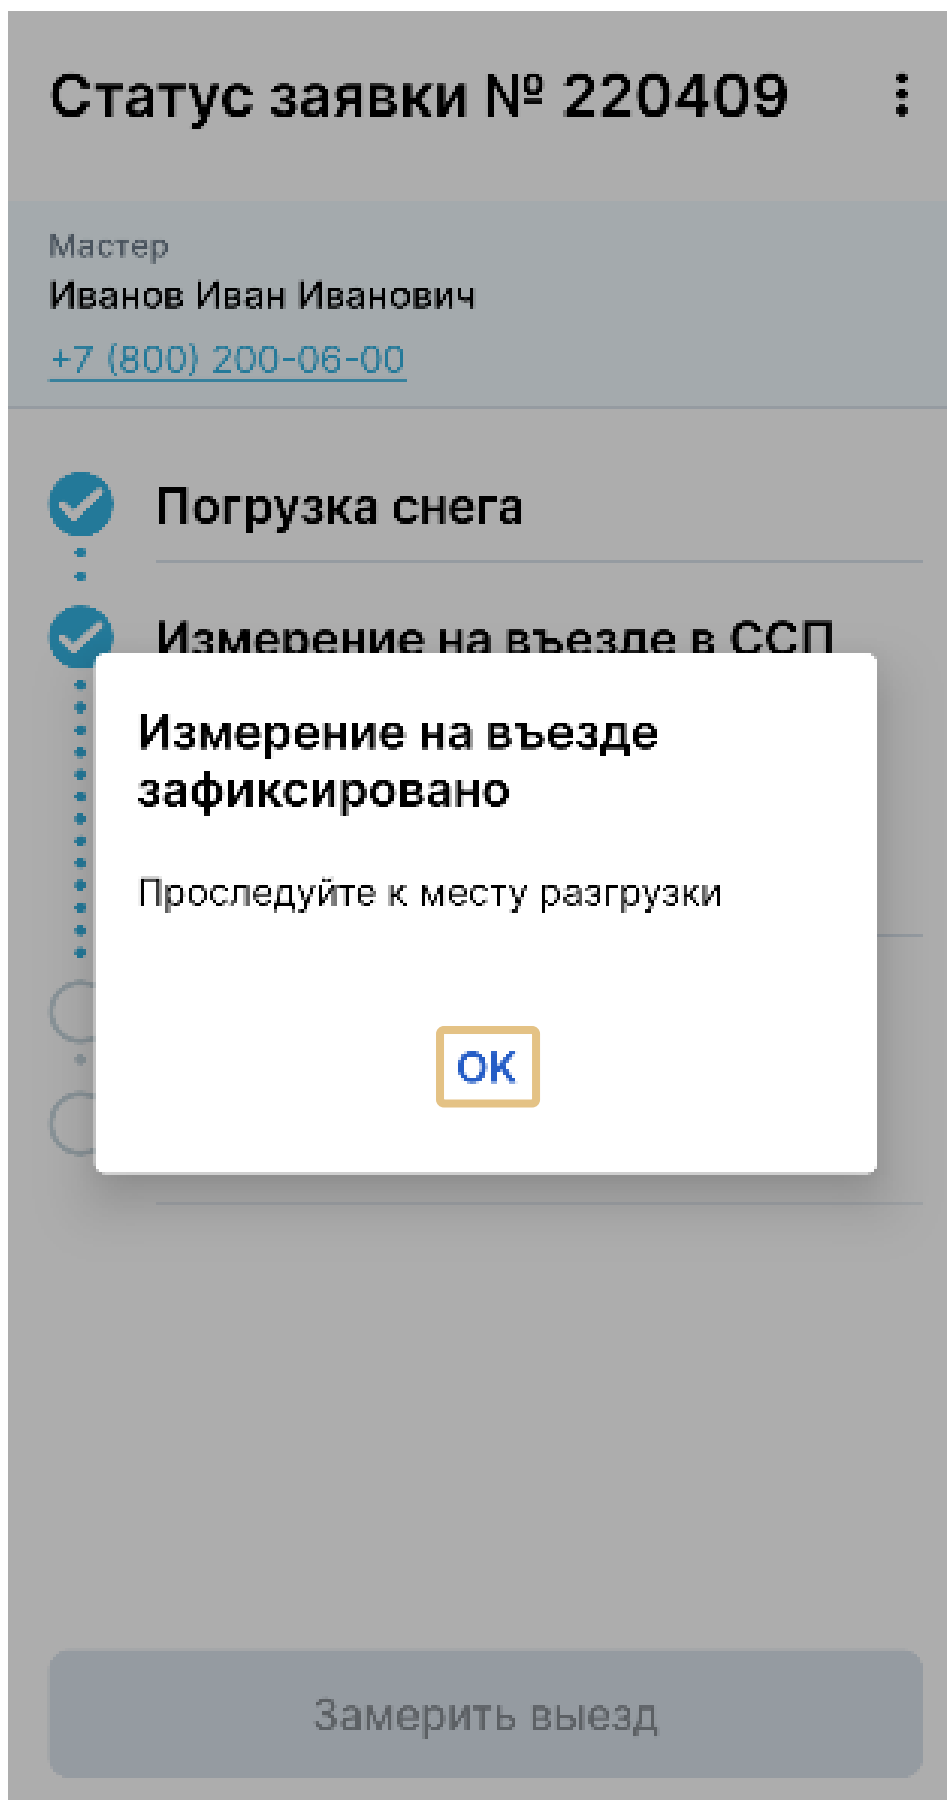 Статус заявки № 220409
Мастер
Иванов Иван Иванович
+7 (800) 200-06-00
Погрузка снега
Измерение на въезде в ССП
Измерение на въезде
зафиксировано
Проследуйте к месту разгрузки
ОК
Замерить выезд